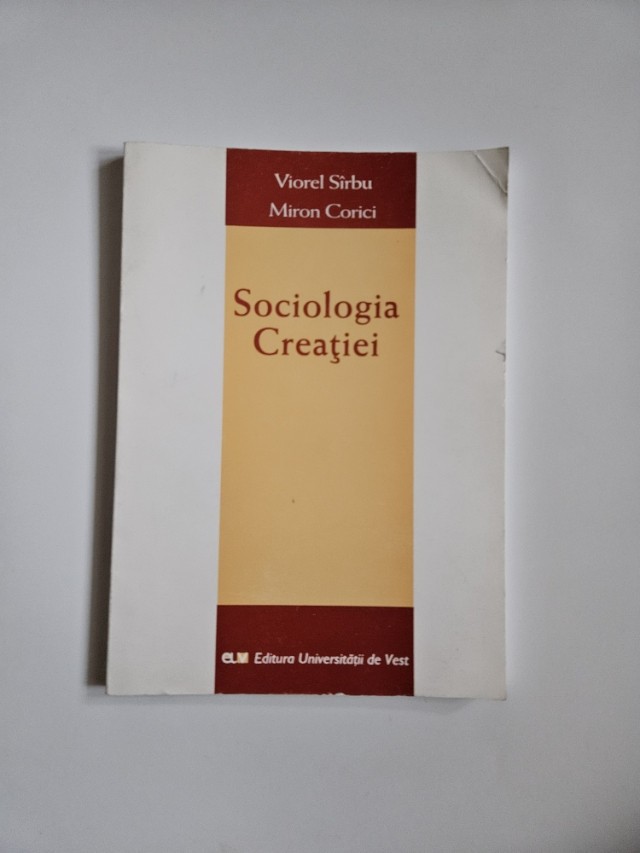 Viorel Sîrbu
Miron Corici
Sociologia
Creaţiei
euv Editura Universităţii de Vest